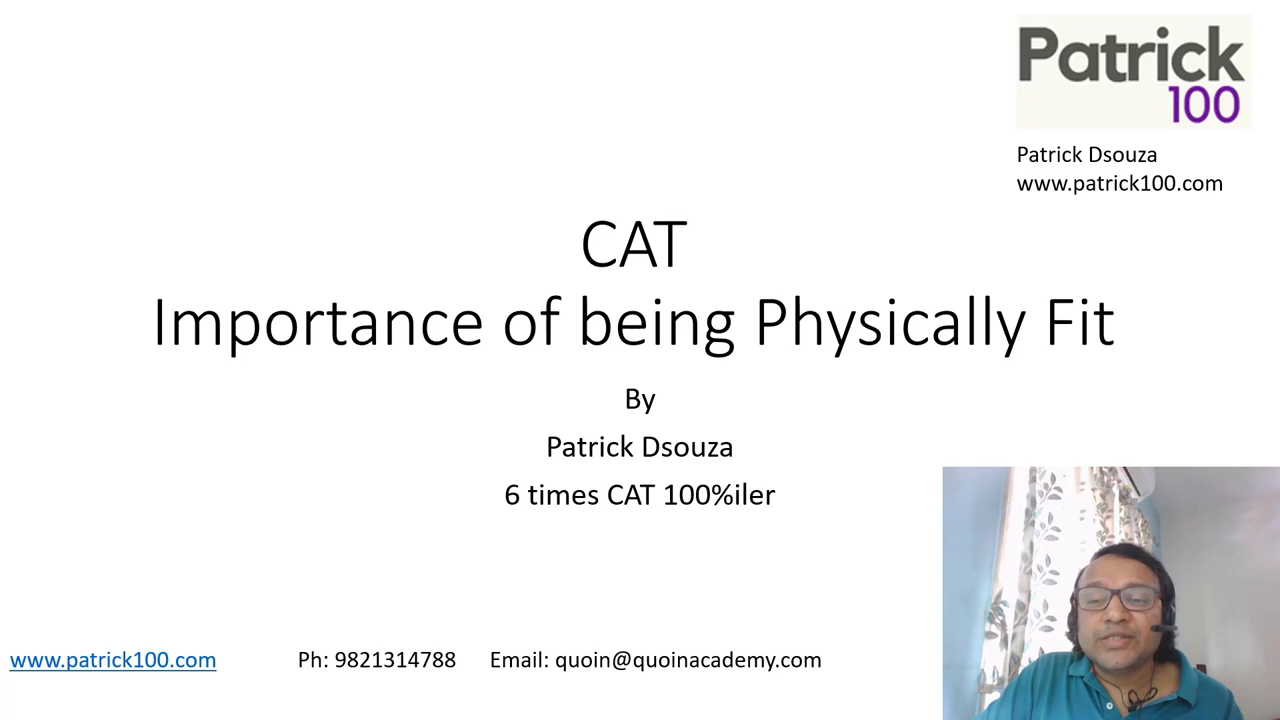 Patrick
100
Patrick Dsouza
www.patrick100.com
CAT
Importance of being Physically Fit
By
Patrick Dsouza
6 times CAT 100%iler
www.patrick100.com Ph: 9821314788 Email: quoin@quoinacademy.com